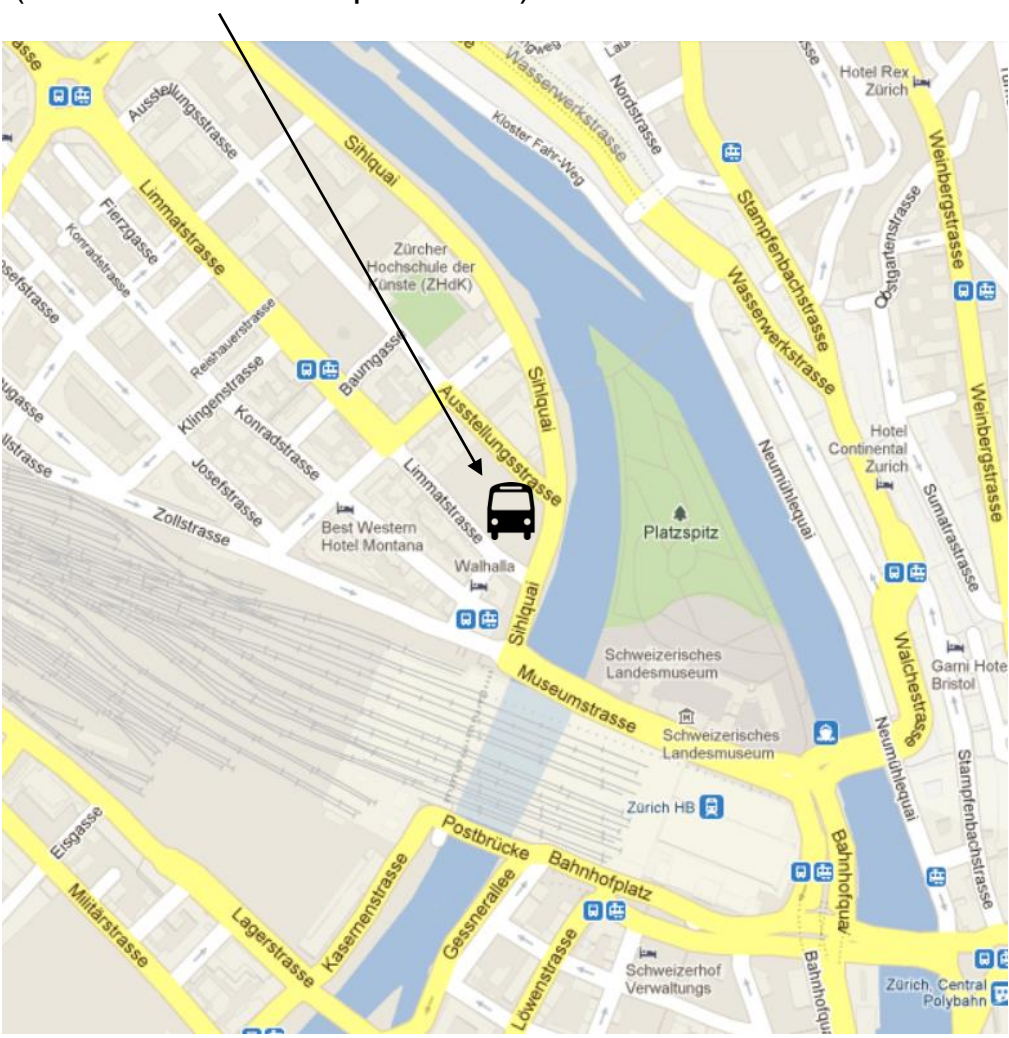 Sihlquai
Wasserwerkstrasse
Nordstrasse
Kloster Fahr-Weg
Hotel Rex
Zürich
Ausstellungsstrasse
Limmatstrasse
Fierzgasse
Konradstrasse
Weinbergstrasse
Stampfenbachstrasse
Obstgartenstrasse
Zürcher
Hochschule der
Künste (ZHdK)
Wasserwerkstrasse
Reishauerstrasse
Baumgasse
Klingenstrasse
Konradstrasse
Josefstrasse
Ausstellungsstrasse
Sihlquai
Weinbergstrasse
Neumühlequai
Hotel
Continental
Zurich
Sumatrastrasse
Limmatstrasse
Zollstrasse
Best Western
Hotel Montana
Walhalla
Platzspitz
Sihlquai
Schweizerisches
Landesmuseum
Museumstrasse
Schweizerisches
Landesmuseum
Walchestrasse
Garni Hote
Bristol
Neumühlequai
Stampfenbachstrasse
Zürich HB
Eisgasse
Militärstrasse
Lagerstrasse
Kasernenstrasse
Postbrücke
Bahnhofplatz
Gessnerallee
Löwenstrasse
Bahnhofquai
Schweizerhof
Verwaltungs
Bahnhofqua
Zürich, Central
Polybahn